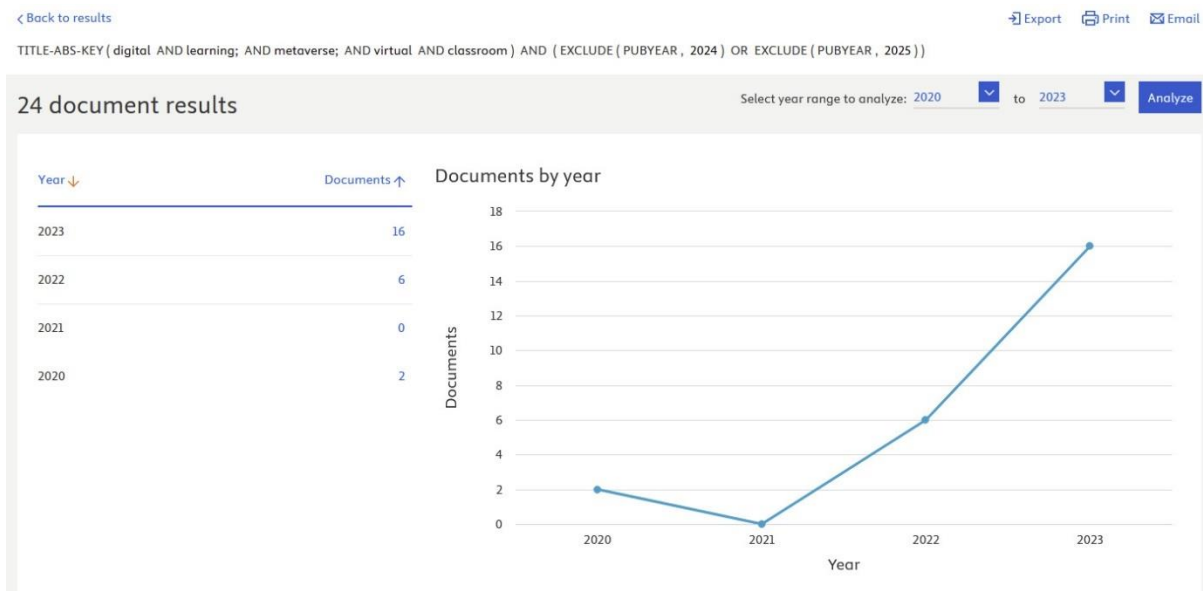 Back to results
Export Print Email
TITLE-ABS-KEY ( digital AND learning; AND metaverse; AND virtual AND classroom ) AND ( EXCLUDE ( PUBYEAR , 2024 ) OR EXCLUDE ( PUBYEAR , 2025 ) )
24 document results
Select year range to analyze: 2020 to 2023 Analyze
Year Documents
2023 16
2022 6
2021 0
2020 2
Documents by year
18
16
14
12
10
8
6
4
2
0
Documents
2020 2021 2022 2023
Year